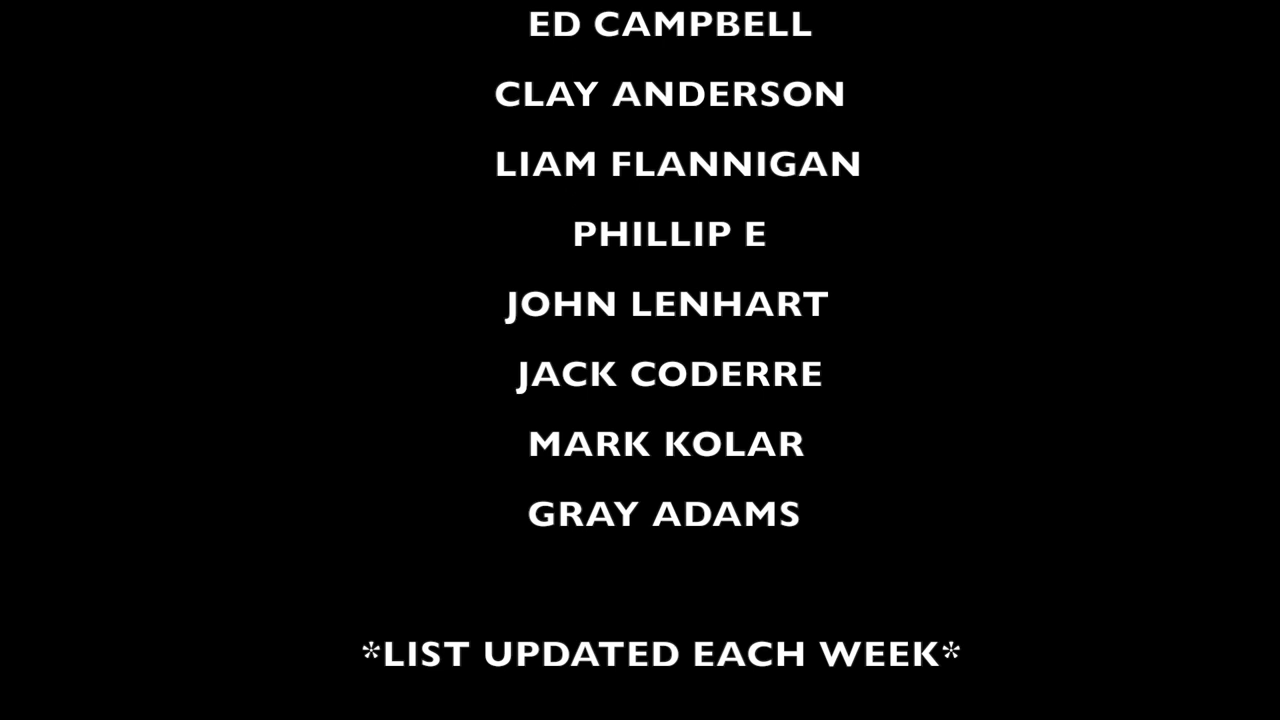 ED CAMPBELL
CLAY ANDERSON
LIAM FLANNIGAN
PHILLIP E
JOHN LENHART
JACK CODERRE
MARK KOLAR
GRAY ADAMS
*LIST UPDATED EACH WEEK*